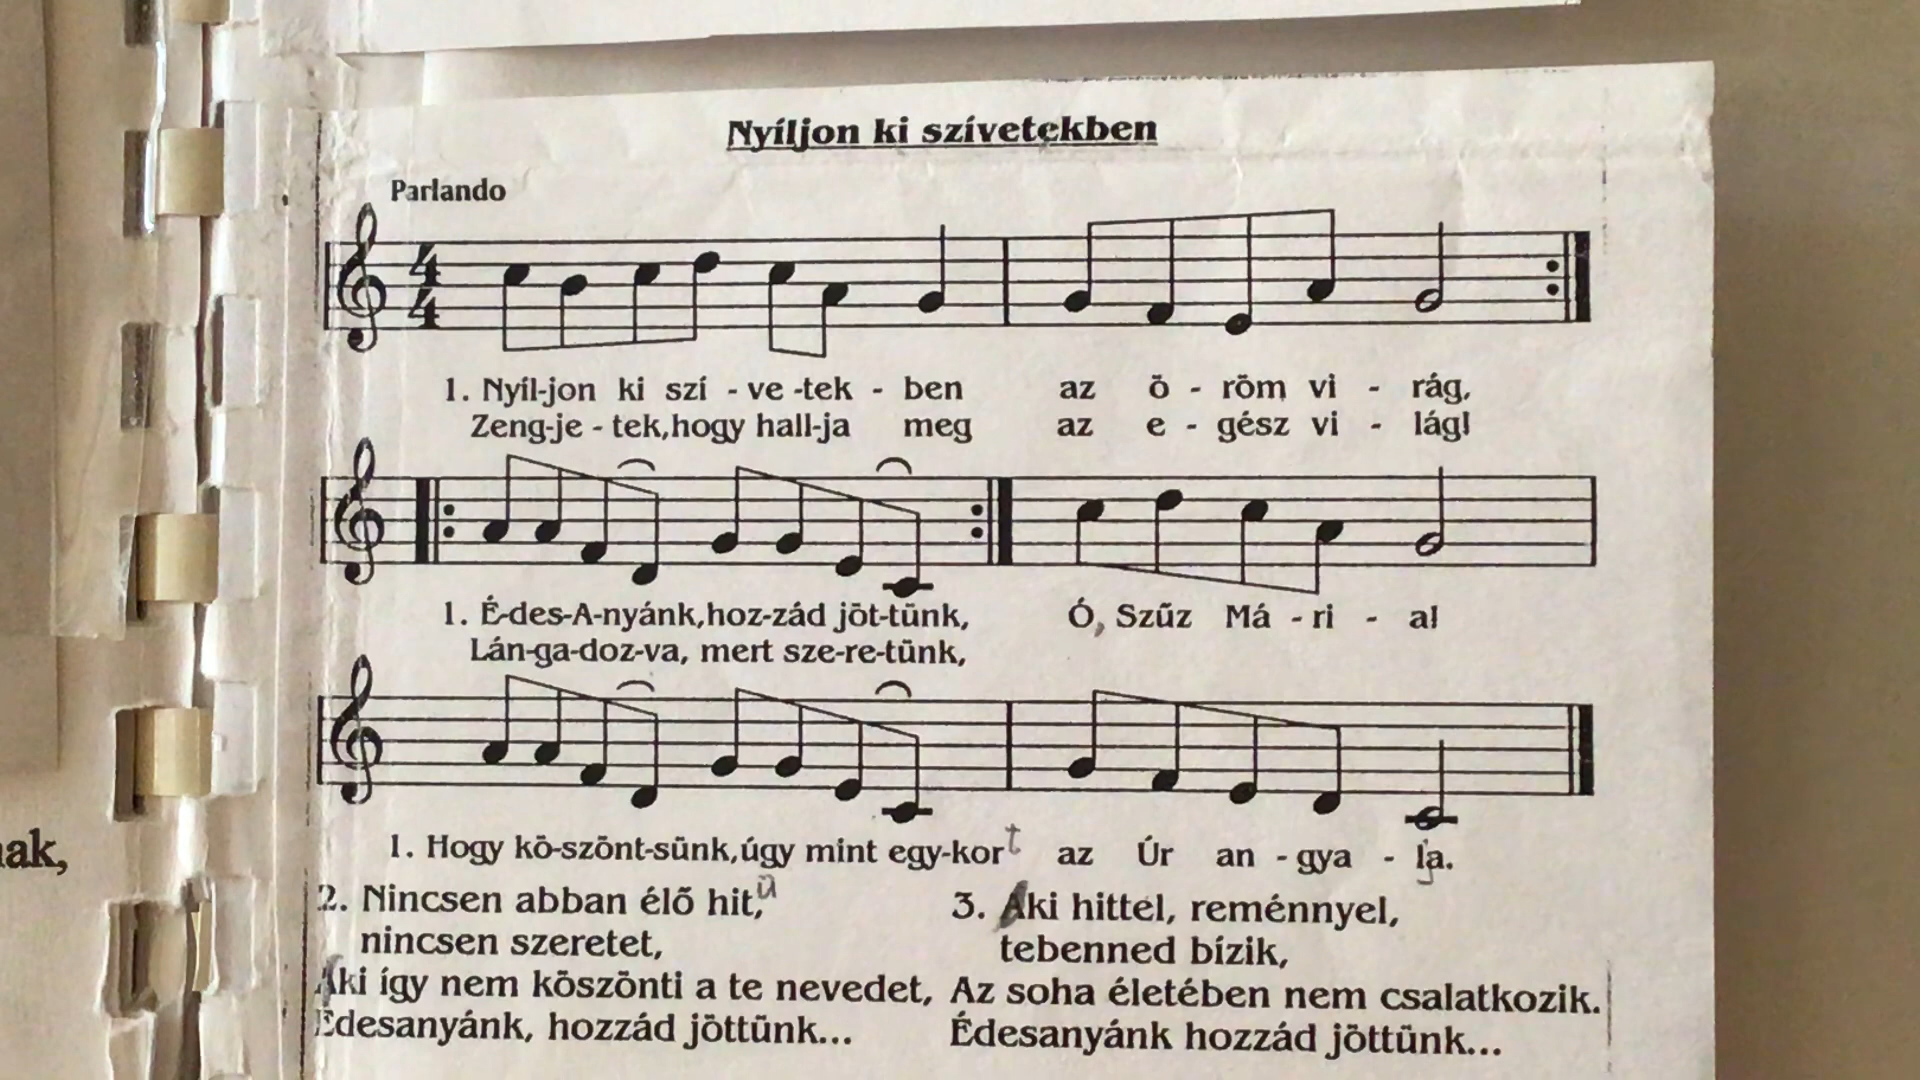 Nyíljon ki szívetekben
Parlando
4
4
1. Nyíl-jon ki szí - ve -tek - ben az ö - röm vi - rág,
Zeng-je - tek,hogy hall-ja meg az e - gész vi - lág!
1. É-des-A-nyánk,hoz-zád jöt-tünk, Ó, Szűz Má - ri - a!
Lán-ga-doz-va, mert sze-re-tünk,
1. Hogy kö-szönt-sünk,úgy mint egy-kor t az Úr an - gya - la.
2. Nincsen abban élő hit,
nincsen szeretet,
Aki így nem köszönti a te nevedet,
Édesanyánk, hozzád jöttünk...
3. Aki hittel, reménnyel,
tebenned bízik,
Az soha életében nem csalatkozik.
Édesanyánk hozzád jöttünk...
ak,